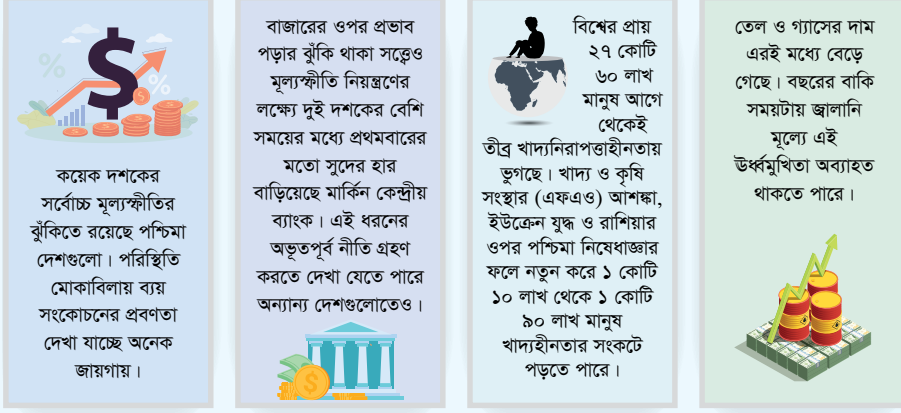 কয়েক দশকের
সর্বোচ্চ মূল্যস্ফীতির
ঝুঁকিতে রয়েছে পশ্চিমা
দেশগুলো। পরিস্থিতি
মোকাবিলায় ব্যয়
সংকোচনের প্রবণতা
দেখা যাচ্ছে অনেক
জায়গায়।
বাজারের ওপর প্রভাব
পড়ার ঝুঁকি থাকা সত্ত্বেও
মূল্যস্ফীতি নিয়ন্ত্রণের
লক্ষ্যে দুই দশকের বেশি
সময়ের মধ্যে প্রথমবারের
মতো সুদের হার
বাড়িয়েছে মার্কিন কেন্দ্রীয়
ব্যাংক। এই ধরনের
অভূতপূর্ব নীতি গ্রহণ
করতে দেখা যেতে পারে
অন্যান্য দেশগুলোতেও।
বিশ্বের প্রায়
২৭ কোটি
৬০ লাখ
মানুষ আগে
থেকেই
তীব্র খাদ্যনিরাপত্তাহীনতায়
ভুগছে। খাদ্য ও কৃষি
সংস্থার (এফএও) আশঙ্কা,
ইউক্রেন যুদ্ধ ও রাশিয়ার
ওপর পশ্চিমা নিষেধাজ্ঞার
ফলে নতুন করে ১ কোটি
১০ লাখ থেকে ১ কোটি
৯০ লাখ মানুষ
খাদ্যহীনতার সংকটে
পড়তে পারে।
তেল ও গ্যাসের দাম
এরই মধ্যে বেড়ে
গেছে। বছরের বাকি
সময়টায় জ্বালানি
মূল্যে এই
ঊর্ধ্বমুখিতা অব্যাহত
থাকতে পারে।